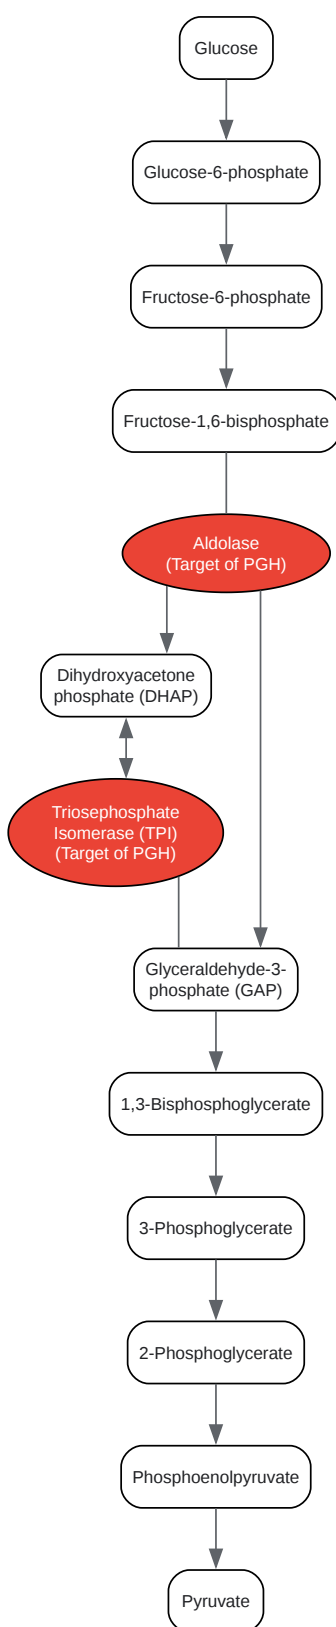 Glucose
Glucose-6-phosphate
Fructose-6-phosphate
Fructose-1,6-bisphosphate
Aldolase
(Target of PGH)
Dihydroxyacetone
phosphate (DHAP)
Triosephosphate
Isomerase (TPI)
(Target of PGH)
Glyceraldehyde-3-
phosphate (GAP)
1,3-Bisphosphoglycerate
3-Phosphoglycerate
2-Phosphoglycerate
Phosphoenolpyruvate
Pyruvate